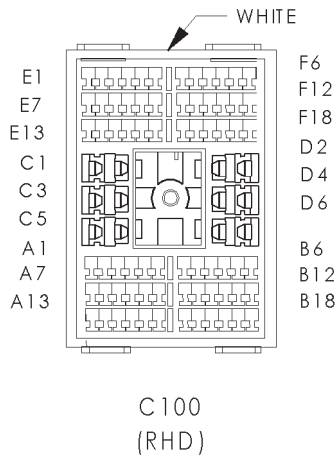 WHITE
E1
F6
E7
F12
E13
F18
C1
D2
C3
D4
C5
D6
A1
B6
A7
B12
A13
B18
C100
(RHD)